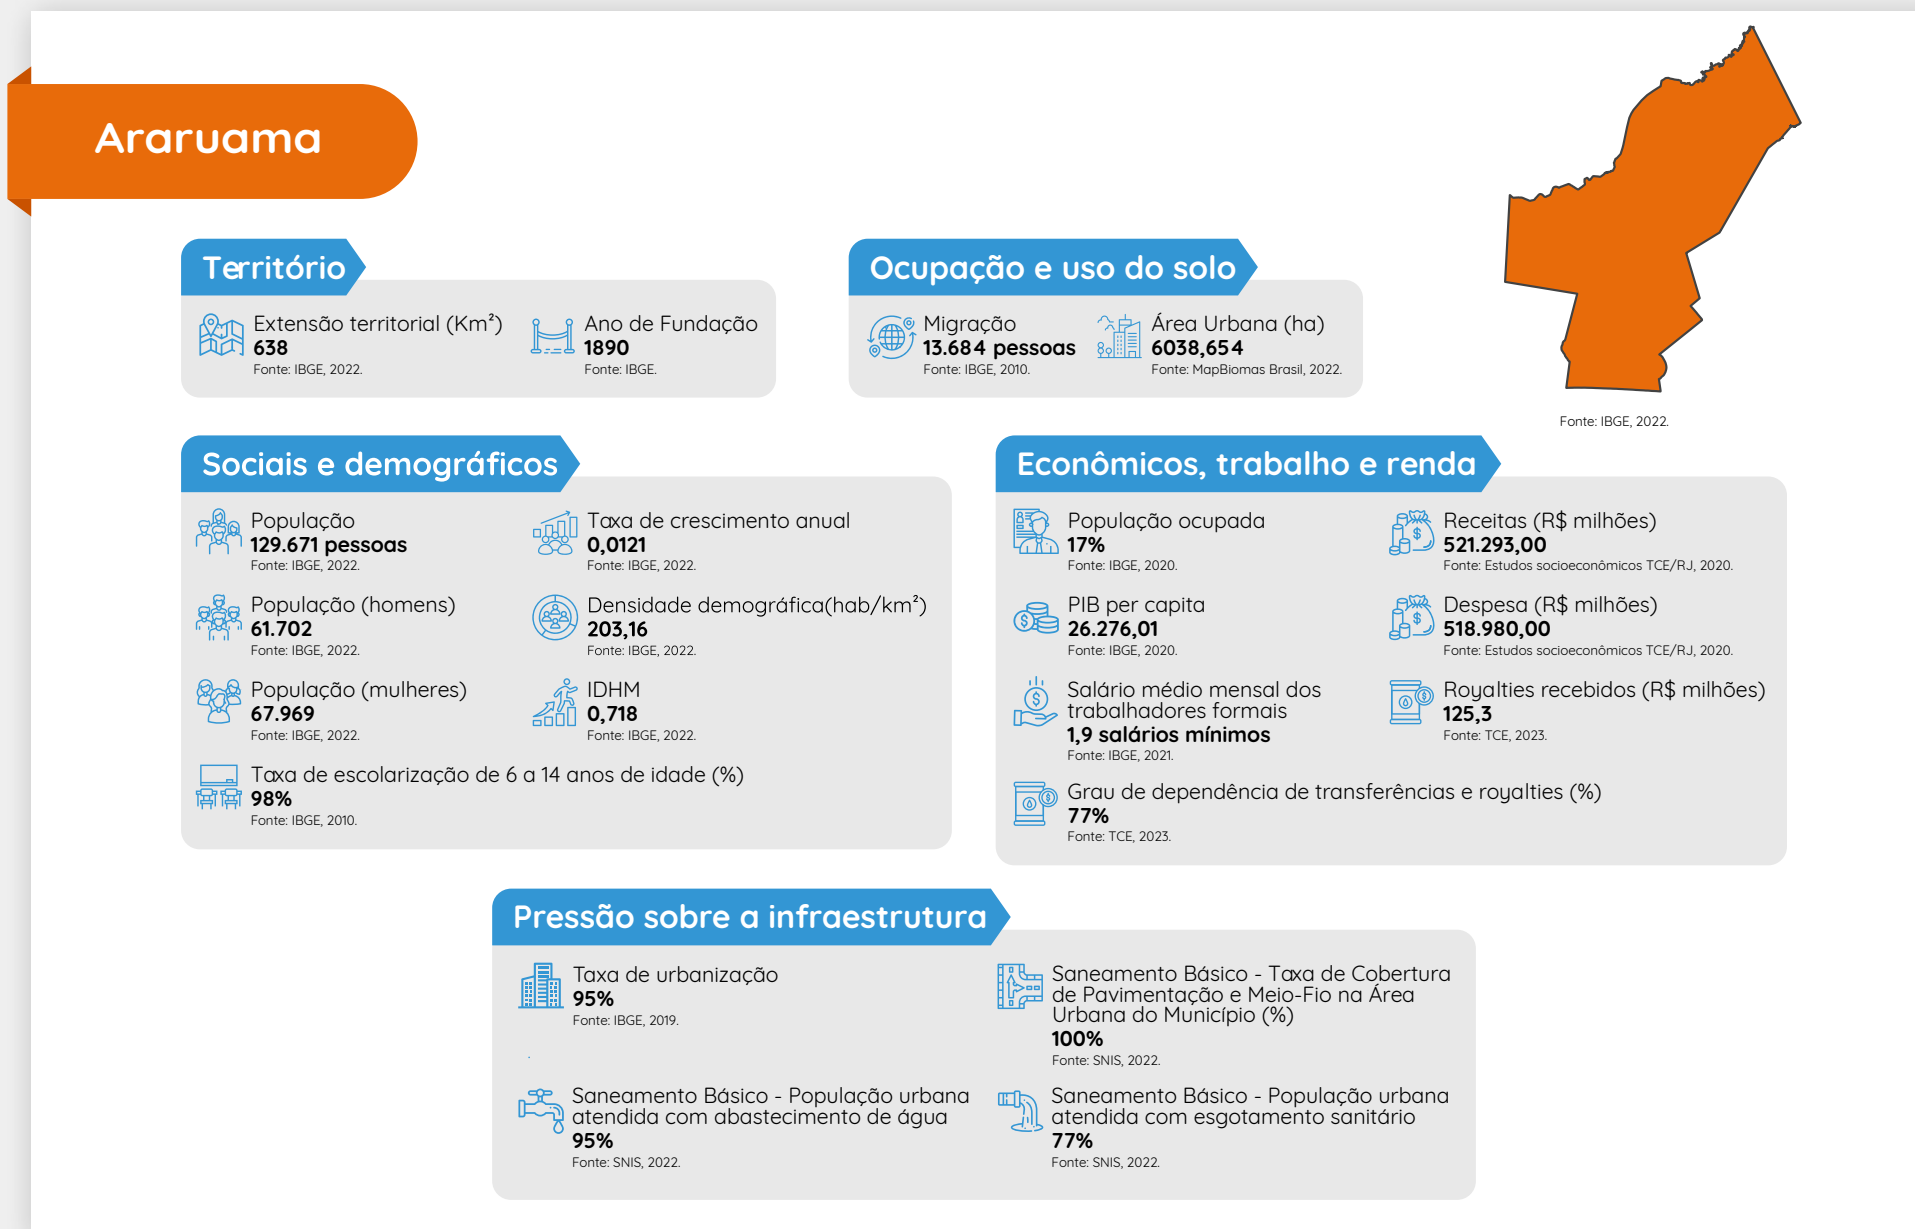 Araruama
Território
Extensão territorial (Km²)
638
Fonte: IBGE, 2022.
Ano de Fundação
1890
Fonte: IBGE.
Ocupação e uso do solo
Migração
13.684 pessoas
Fonte: IBGE, 2010.
Área Urbana (ha)
6038,654
Fonte: MapBiomas Brasil, 2022.
Fonte: IBGE, 2022.
Sociais e demográficos
População
129.671 pessoas
Fonte: IBGE, 2022.
Taxa de crescimento anual
0,0121
Fonte: IBGE, 2022.
População (homens)
61.702
Fonte: IBGE, 2022.
Densidade demográfica(hab/km²)
203,16
Fonte: IBGE, 2022.
População (mulheres)
67.969
Fonte: IBGE, 2022.
IDHM
0,718
Fonte: IBGE, 2022.
Taxa de escolarização de 6 a 14 anos de idade (%)
98%
Fonte: IBGE, 2010.
Econômicos, trabalho e renda
População ocupada
17%
Fonte: IBGE, 2020.
Receitas (R$ milhões)
521.293,00
Fonte: Estudos socioeconômicos TCE/RJ, 2020.
PIB per capita
26.276,01
Fonte: IBGE, 2020.
Despesa (R$ milhões)
518.980,00
Fonte: Estudos socioeconômicos TCE/RJ, 2020.
Salário médio mensal dos
trabalhadores formais
1,9 salários mínimos
Fonte: IBGE, 2021.
Royalties recebidos (R$ milhões)
125,3
Fonte: TCE, 2023.
Grau de dependência de transferências e royalties (%)
77%
Fonte: TCE, 2023.
Pressão sobre a infraestrutura
Taxa de urbanização
95%
Fonte: IBGE, 2019.
.
Saneamento Básico - Taxa de Cobertura
de Pavimentação e Meio-Fio na Área
Urbana do Município (%)
100%
Fonte: SNIS, 2022.
Saneamento Básico - População urbana
atendida com abastecimento de água
95%
Fonte: SNIS, 2022.
Saneamento Básico - População urbana
atendida com esgotamento sanitário
77%
Fonte: SNIS, 2022.